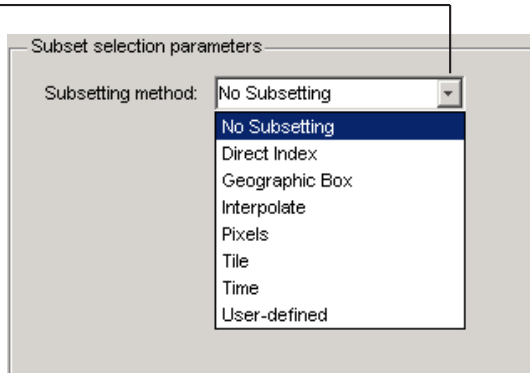 Subset selection parameters
Subsetting method: No Subsetting
No Subsetting
Direct Index
Geographic Box
Interpolate
Pixels
Tile
Time
User-defined